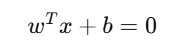 $w^T x + b = 0$